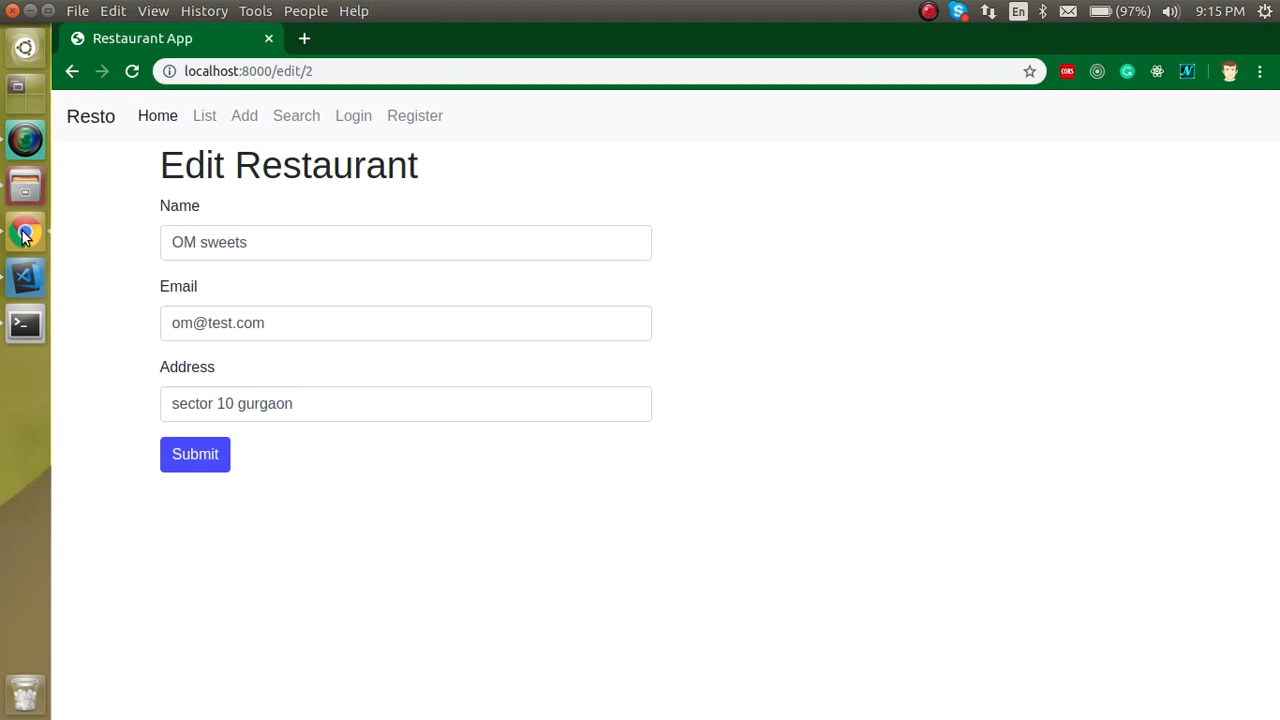 File Edit View History Tools People Help
En (97%) 9:15 PM
Restaurant App
localhost:8000/edit/2
CORS
Resto Home List Add Search Login Register
Edit Restaurant
Name
OM sweets
Email
om@test.com
Address
sector 10 gurgaon
Submit